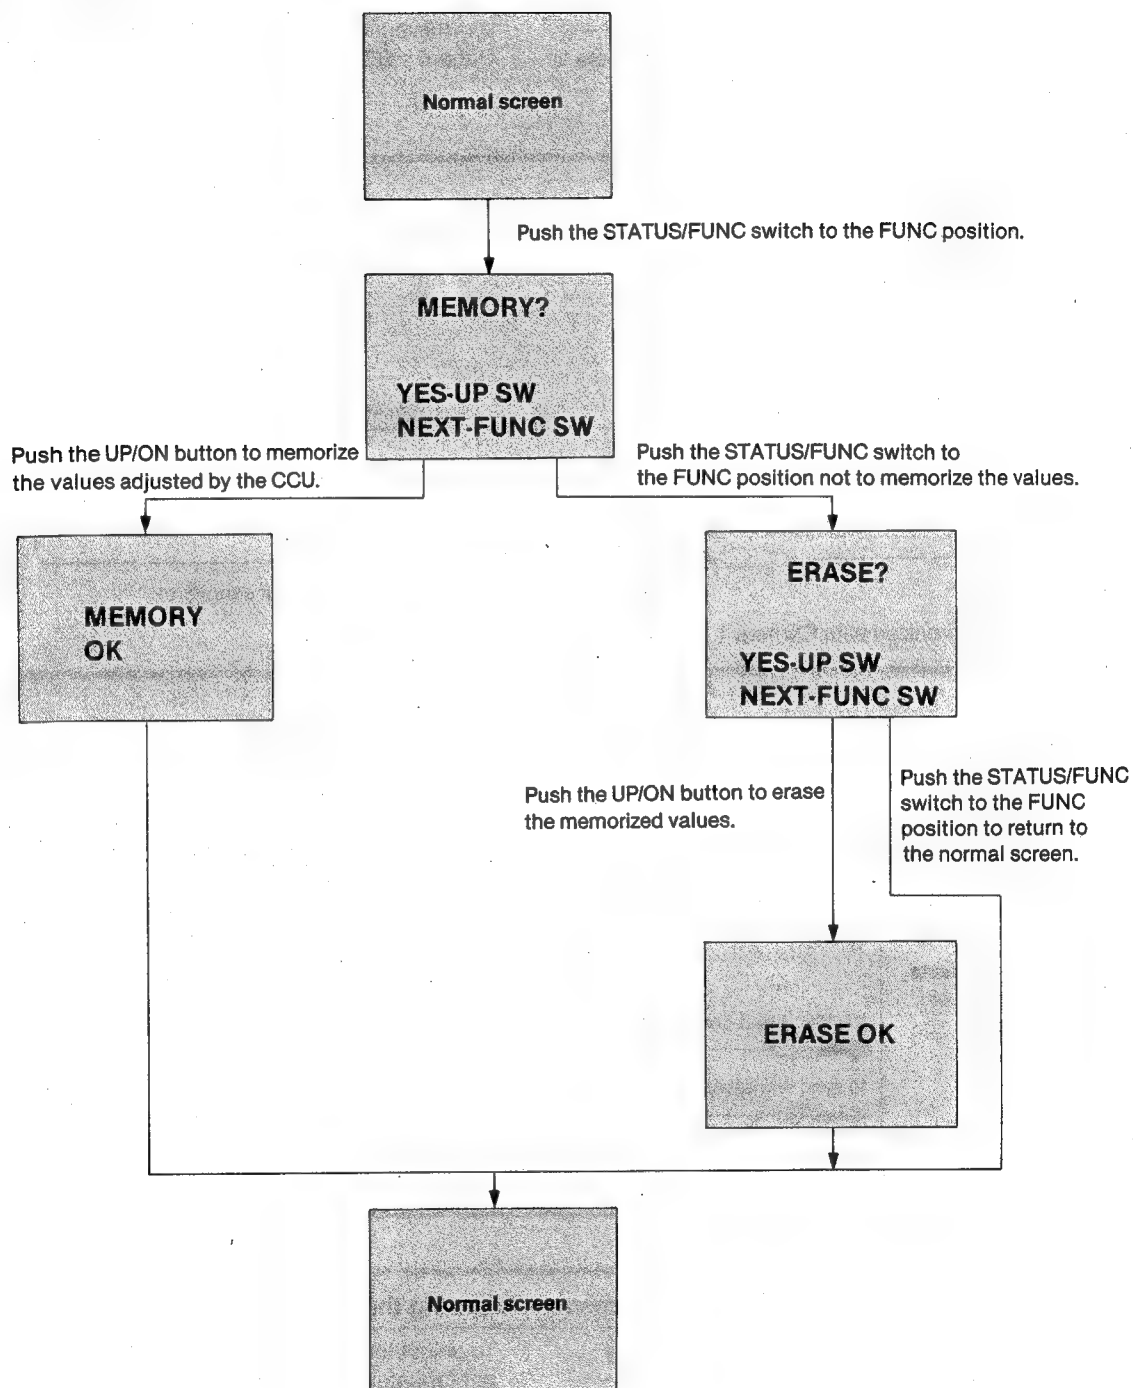 Normal screen
Push the STATUS/FUNC switch to the FUNC position.
MEMORY?
YES-UP SW
NEXT-FUNC SW
Push the UP/ON button to memorize
the values adjusted by the CCU.
Push the STATUS/FUNC switch to
the FUNC position not to memorize the values.
MEMORY
OK
ERASE?
YES-UP SW
NEXT-FUNC SW
Push the UP/ON button to erase
the memorized values.
Push the STATUS/FUNC
switch to the FUNC
position to return to
the normal screen.
ERASE OK
Normal screen